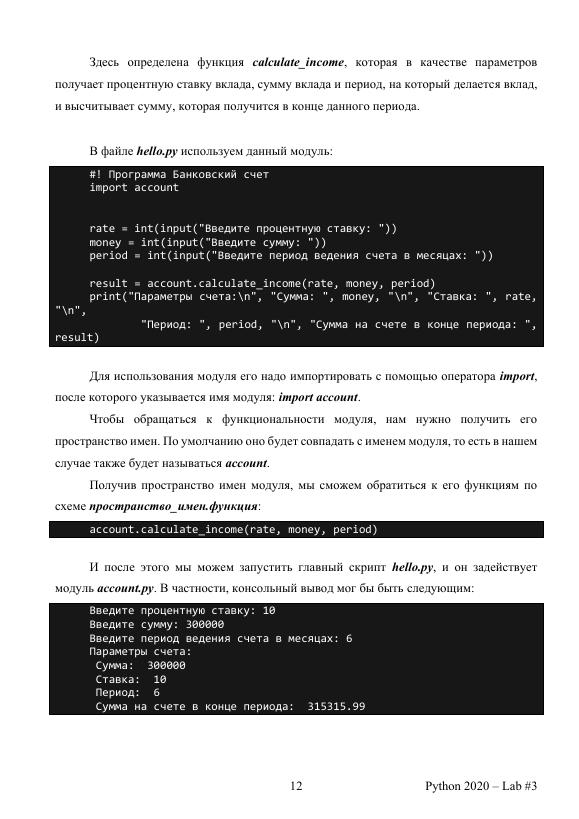 Здесь определена функция calculate_income, которая в качестве параметров
получает процентную ставку вклада, сумму вклада и период, на который делается вклад,
и высчитывает сумму, которая получится в конце данного периода.
В файле hello.py используем данный модуль:
#! Программа Банковский счет
import account
rate = int(input("Введите процентную ставку: "))
money = int(input("Введите сумму: "))
period = int(input("Введите период ведения счета в месяцах: "))
result = account.calculate_income(rate, money, period)
print("Параметры счета:\n", "Сумма: ", money, "\n", "Ставка: ", rate,
"\n",
"Период: ", period, "\n", "Сумма на счете в конце периода: ",
result)
Для использования модуля его надо импортировать с помощью оператора import,
после которого указывается имя модуля: import account.
Чтобы обращаться к функциональности модуля, нам нужно получить его
пространство имен. По умолчанию оно будет совпадать с именем модуля, то есть в нашем
случае также будет называться account.
Получив пространство имен модуля, мы сможем обратиться к его функциям по
схеме пространство_имен.функция:
account.calculate_income(rate, money, period)
И после этого мы можем запустить главный скрипт hello.py, и он задействует
модуль account.py. В частности, консольный вывод мог бы быть следующим:
Введите процентную ставку: 10
Введите сумму: 300000
Введите период ведения счета в месяцах: 6
Параметры счета:
Сумма:  300000
Ставка:  10
Период:  6
Сумма на счете в конце периода:  315315.99
12 Python 2020 – Lab #3